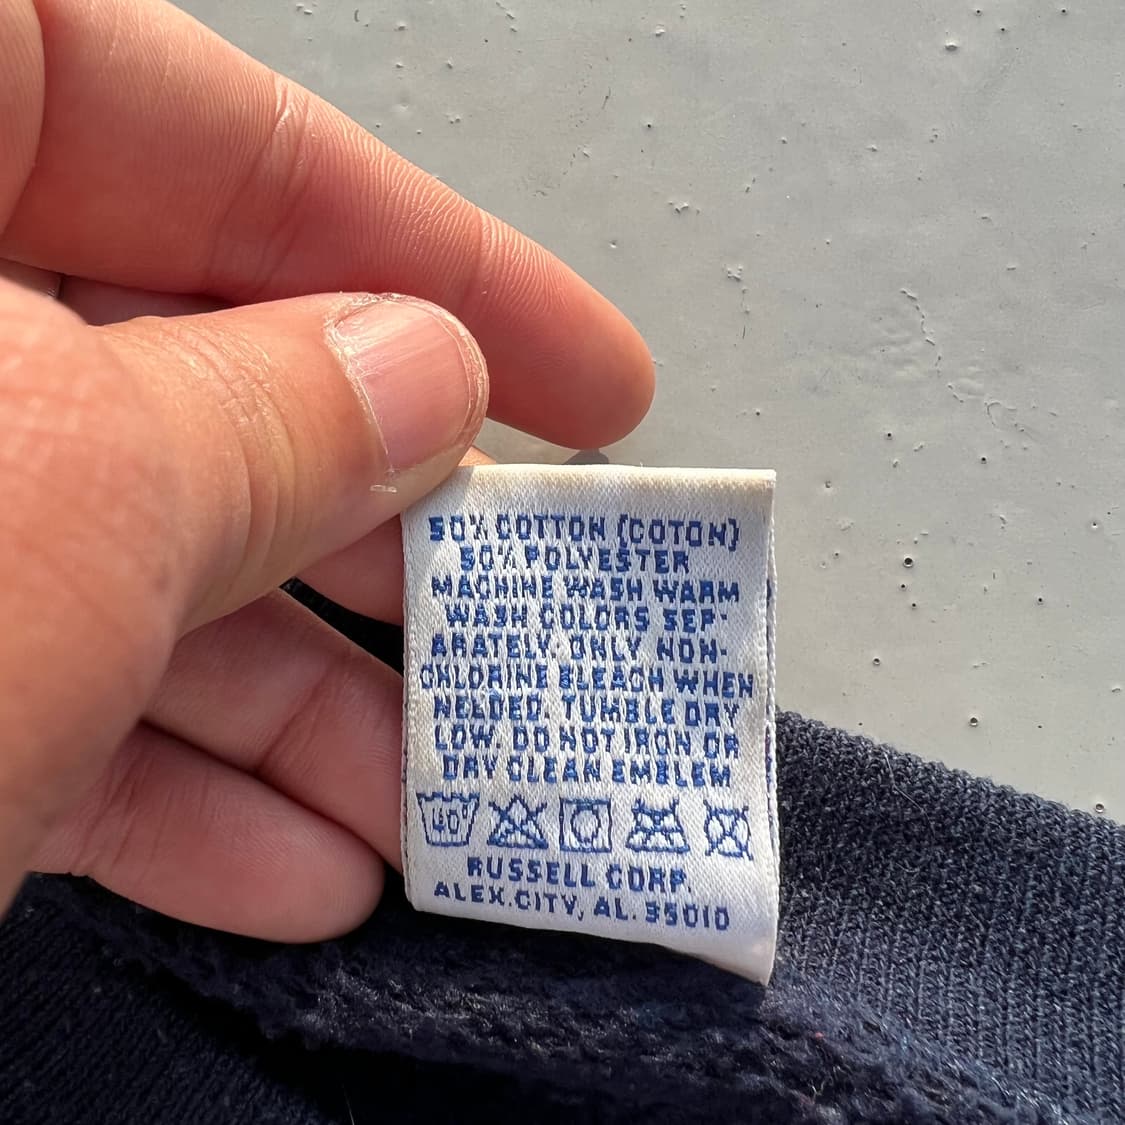 50% COTTON (COTON)
50% POLYESTER
MACHINE WASH WARM
WASH COLORS SEP-
ARATELY. ONLY NON-
CHLORINE BLEACH WHEN
NEEDED. TUMBLE DRY
LOW. DO NOT IRON OR
DRY CLEAN EMBLEM
40°
RUSSELL CORP.
ALEX.CITY, AL. 35010